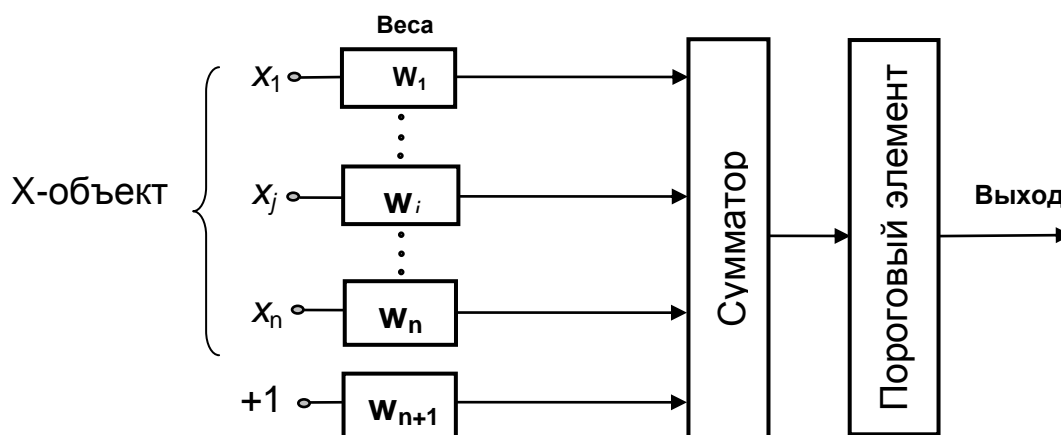 Веса
x₁
w₁
X-объект
xⱼ
wᵢ
xₙ
wₙ
+1
wₙ₊₁
Сумматор
Пороговый элемент
Выход